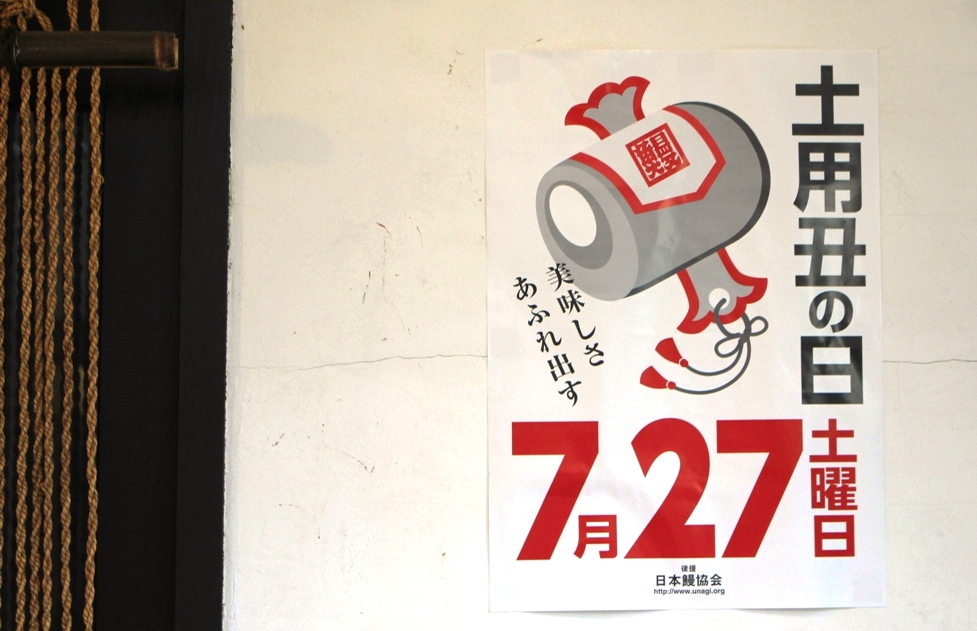 土用丑の日
美味しさ
あふれ出す
7月27
土曜日
後援
日本鰻協会
http://www.unagi.org